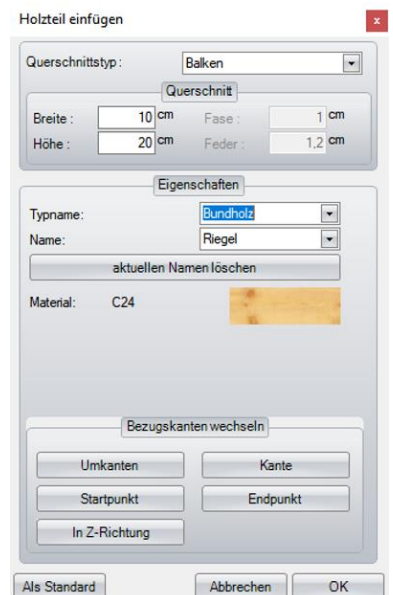 Holzteil einfügen x
Querschnittstyp: Balken
Querschnitt
Breite : 10 cm Fase : 1 cm
Höhe : 20 cm Feder : 1,2 cm
Eigenschaften
Typname: Bundholz
Name: Riegel
aktuellen Namen löschen
Material: C24
Bezugskanten wechseln
Umkanten Kante
Startpunkt Endpunkt
In Z-Richtung
Als Standard Abbrechen OK